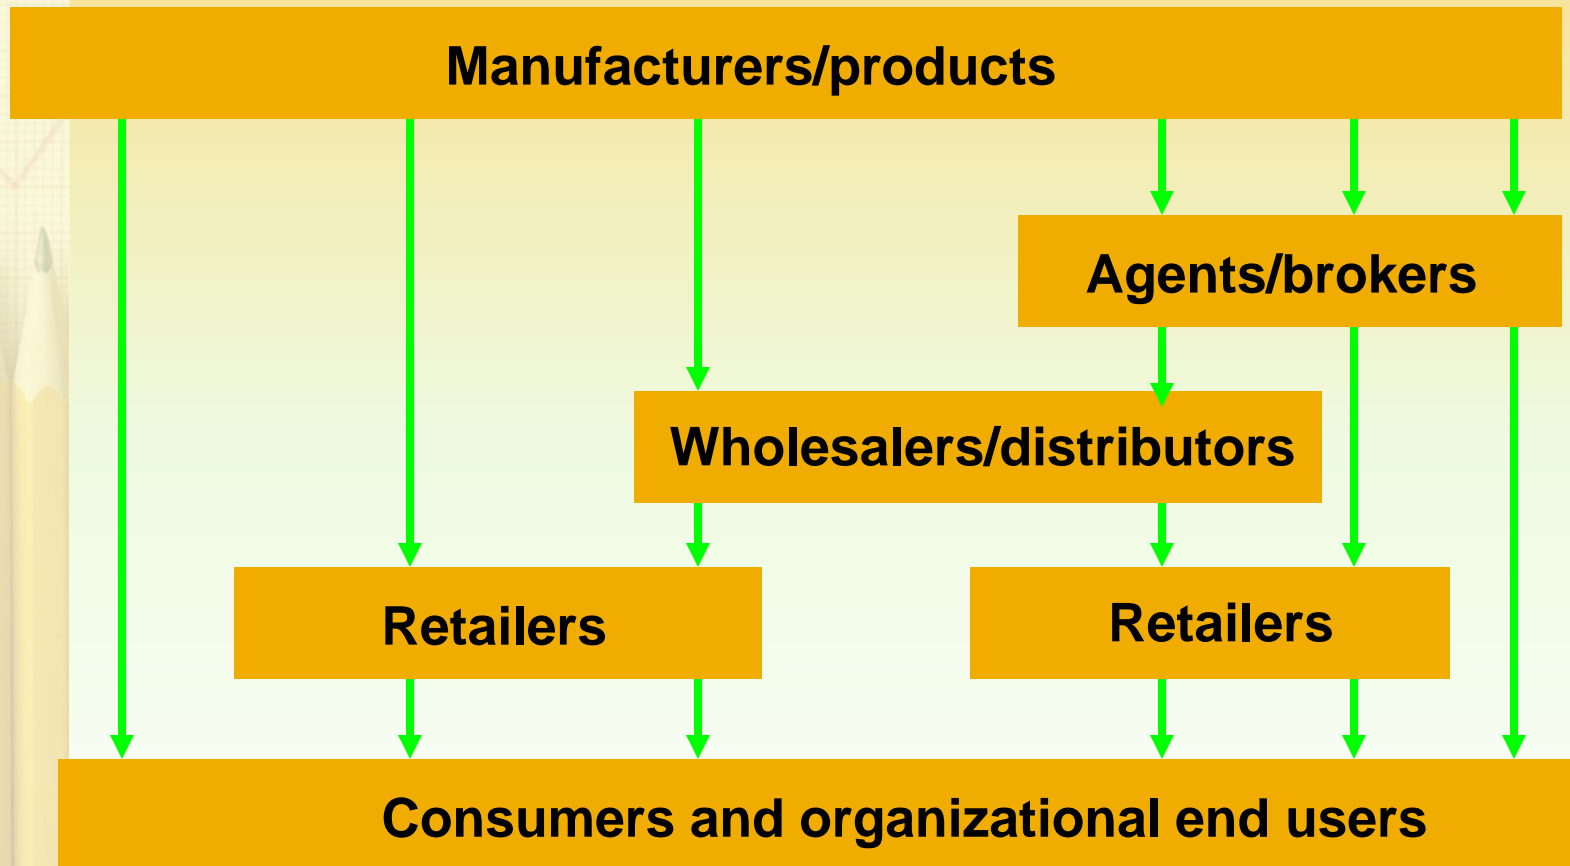 Manufacturers/products
Agents/brokers
Wholesalers/distributors
Retailers
Retailers
Consumers and organizational end users